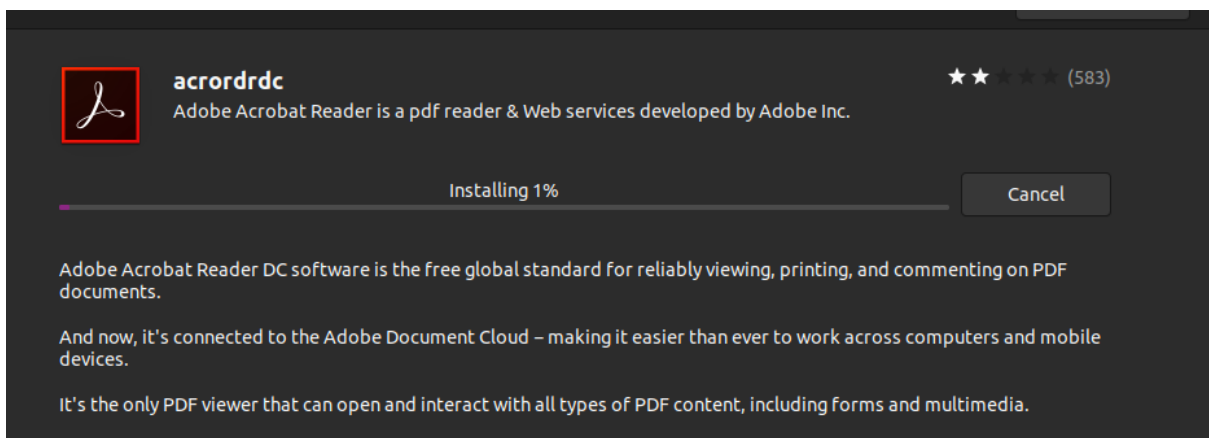 acrordrdc
(583)
Adobe Acrobat Reader is a pdf reader & Web services developed by Adobe Inc.
Installing 1%
Cancel
Adobe Acrobat Reader DC software is the free global standard for reliably viewing, printing, and commenting on PDF
documents.
And now, it's connected to the Adobe Document Cloud – making it easier than ever to work across computers and mobile
devices.
It's the only PDF viewer that can open and interact with all types of PDF content, including forms and multimedia.